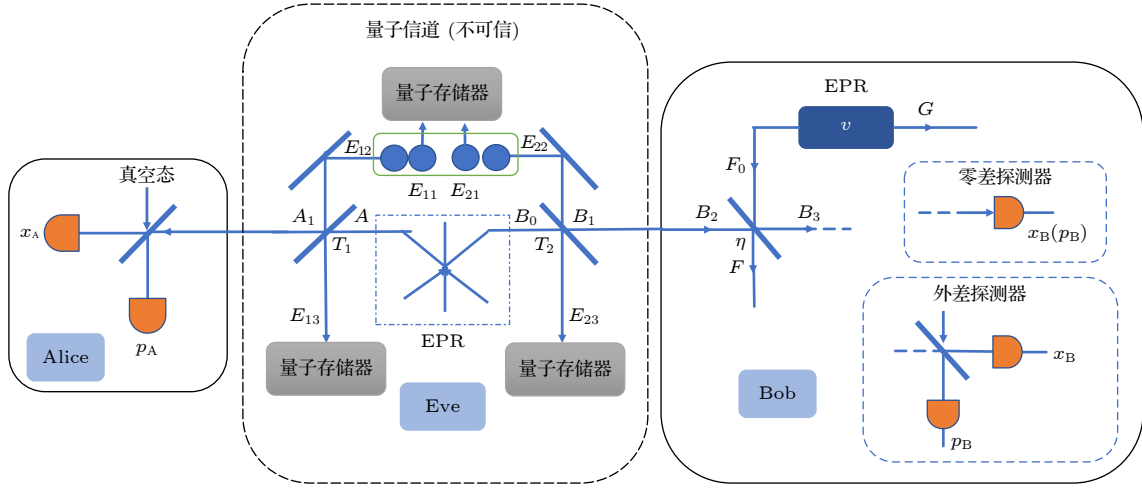 量子信道 (不可信)
量子存储器
EPR
v
G
E12
E22
E11
E21
F0
真空态
零差探测器
xA
A1
A
B0
B1
B2
B3
xB(pB)
T1
T2
η
F
外差探测器
E13
E23
EPR
pA
Alice
量子存储器
量子存储器
xB
Eve
Bob
pB